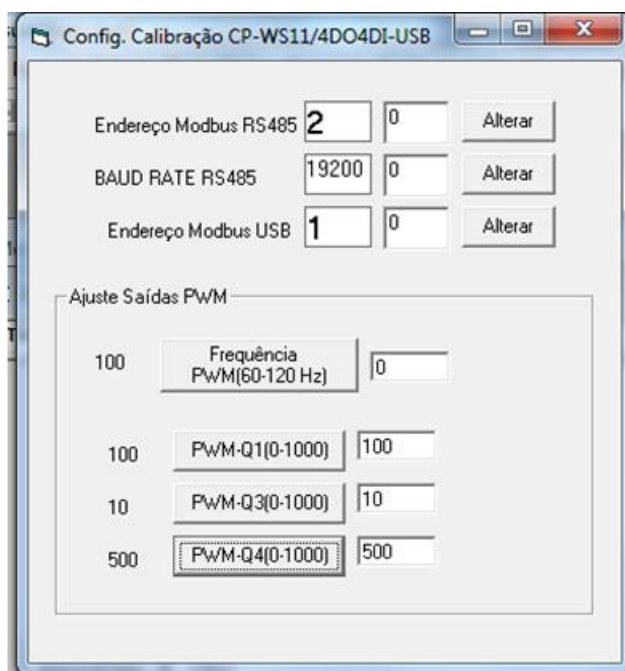 Config. Calibração CP-WS11/4DO4DI-USB
Endereço Modbus RS485 2 0 Alterar
BAUD RATE RS485 19200 0 Alterar
Endereço Modbus USB 1 0 Alterar
Ajuste Saídas PWM
100 Frequência
PWM(60-120 Hz) 0
100 PWM-Q1(0-1000) 100
10 PWM-Q3(0-1000) 10
500 PWM-Q4(0-1000) 500